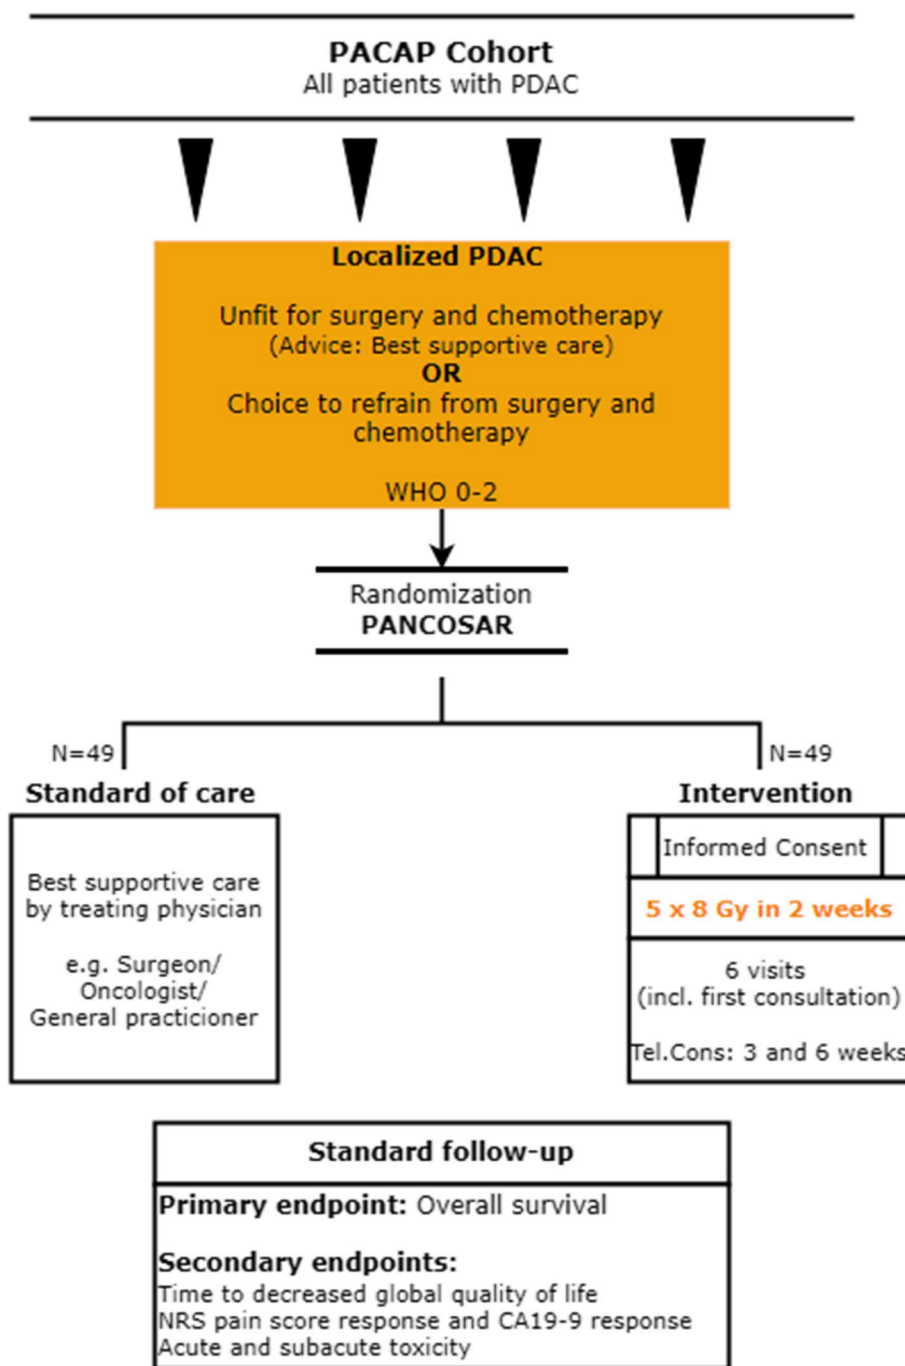 PACAP Cohort
All patients with PDAC
Localized PDAC
Unfit for surgery and chemotherapy
(Advice: Best supportive care)
OR
Choice to refrain from surgery and
chemotherapy
WHO 0-2
Randomization
PANCOSAR
N=49
Standard of care
Best supportive care
by treating physician
e.g. Surgeon/
Oncologist/
General practicioner
N=49
Intervention
Informed Consent
5 x 8 Gy in 2 weeks
6 visits
(incl. first consultation)
Tel.Cons: 3 and 6 weeks
Standard follow-up
Primary endpoint: Overall survival
Secondary endpoints:
Time to decreased global quality of life
NRS pain score response and CA19-9 response
Acute and subacute toxicity